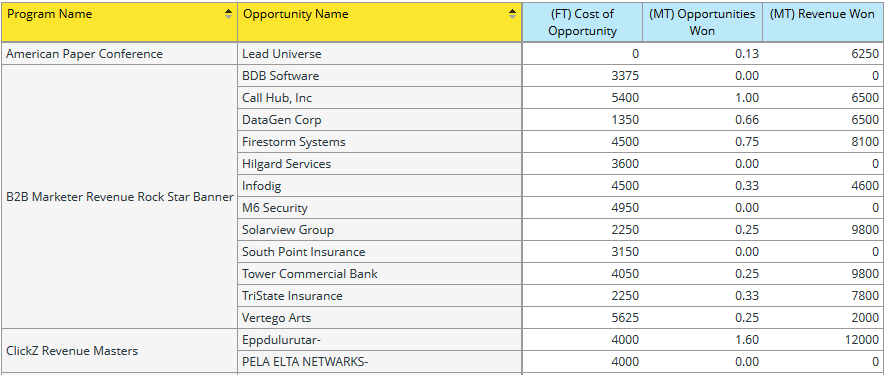 Program Name Opportunity Name (FT) Cost of Opportunity (MT) Opportunities Won (MT) Revenue Won
American Paper Conference Lead Universe 0 0.13 6250
B2B Marketer Revenue Rock Star Banner BDB Software 3375 0.00 0
Call Hub, Inc 5400 1.00 6500
DataGen Corp 1350 0.66 6500
Firestorm Systems 4500 0.75 8100
Hilgard Services 3600 0.00 0
Infodig 4500 0.33 4600
M6 Security 4950 0.00 0
Solarview Group 2250 0.25 9800
South Point Insurance 3150 0.00 0
Tower Commercial Bank 4050 0.25 9800
TriState Insurance 2250 0.33 7800
Vertego Arts 5625 0.25 2000
ClickZ Revenue Masters Eppdulurutar- 4000 1.60 12000
PELA ELTA NETWARKS- 4000 0.00 0